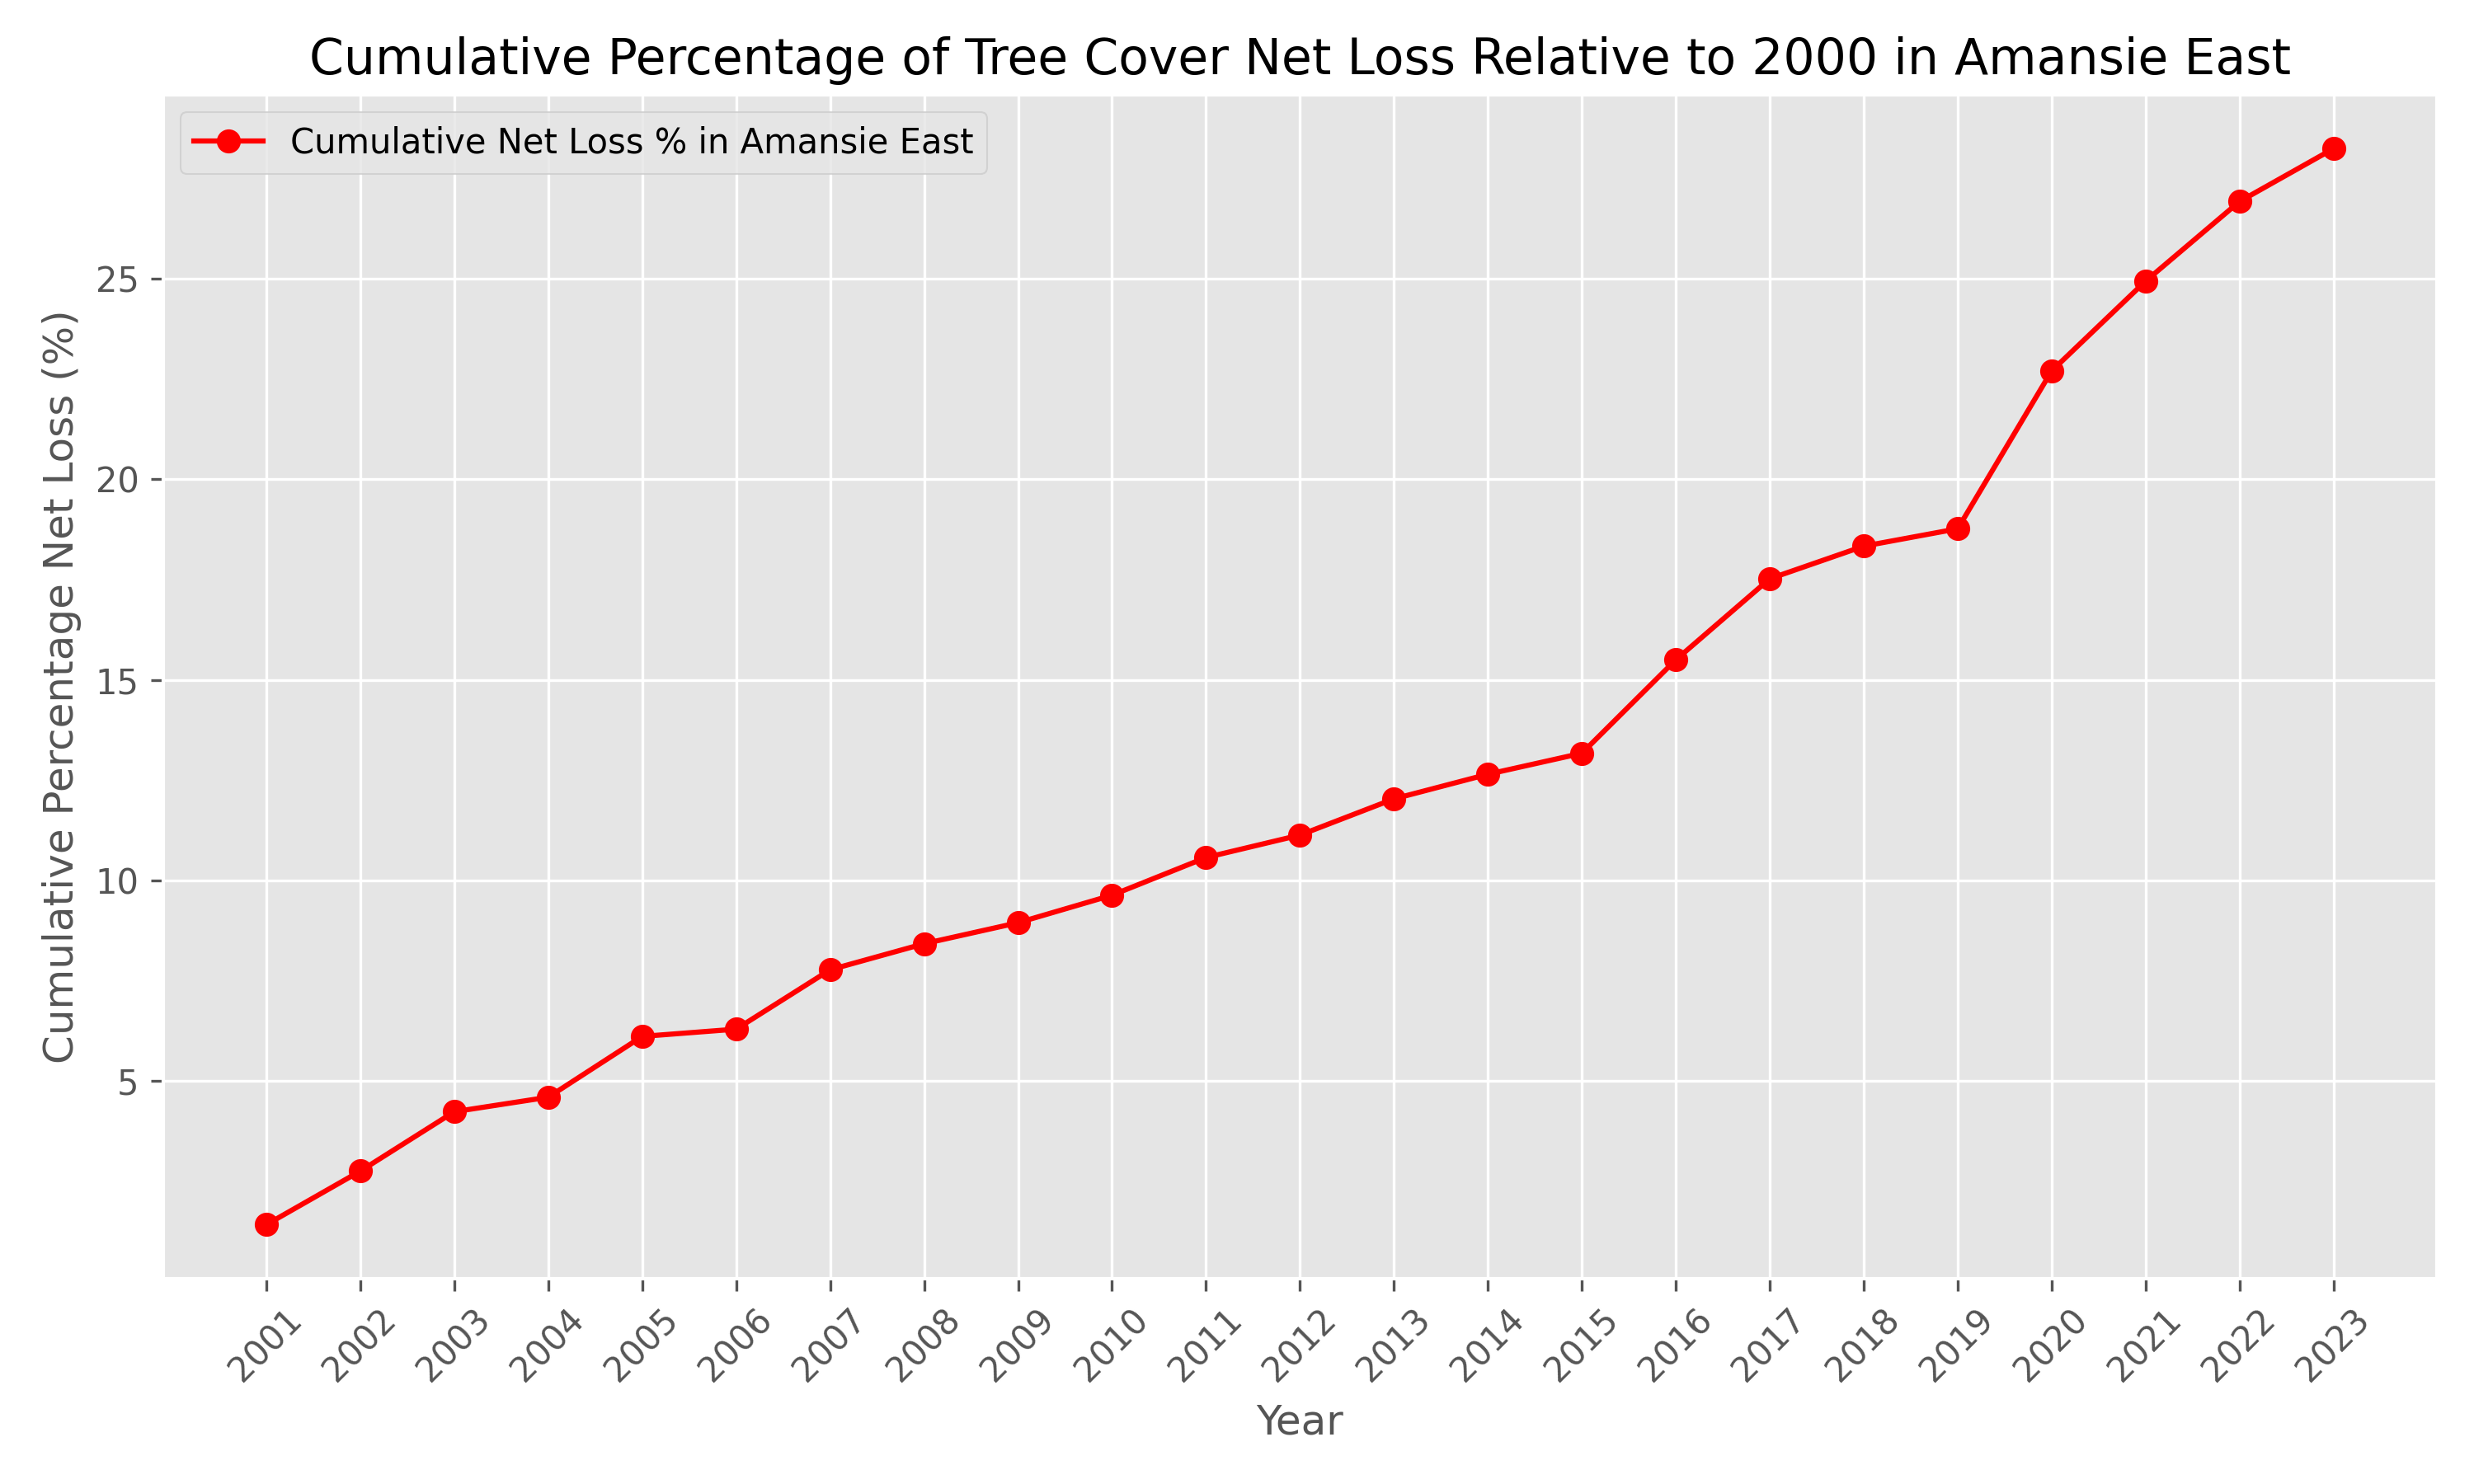 Cumulative Percentage of Tree Cover Net Loss Relative to 2000 in Amansie East
Cumulative Net Loss % in Amansie East
Cumulative Percentage Net Loss (%)
25
20
15
10
5
2001 2002 2003 2004 2005 2006 2007 2008 2009 2010 2011 2012 2013 2014 2015 2016 2017 2018 2019 2020 2021 2022 2023
Year